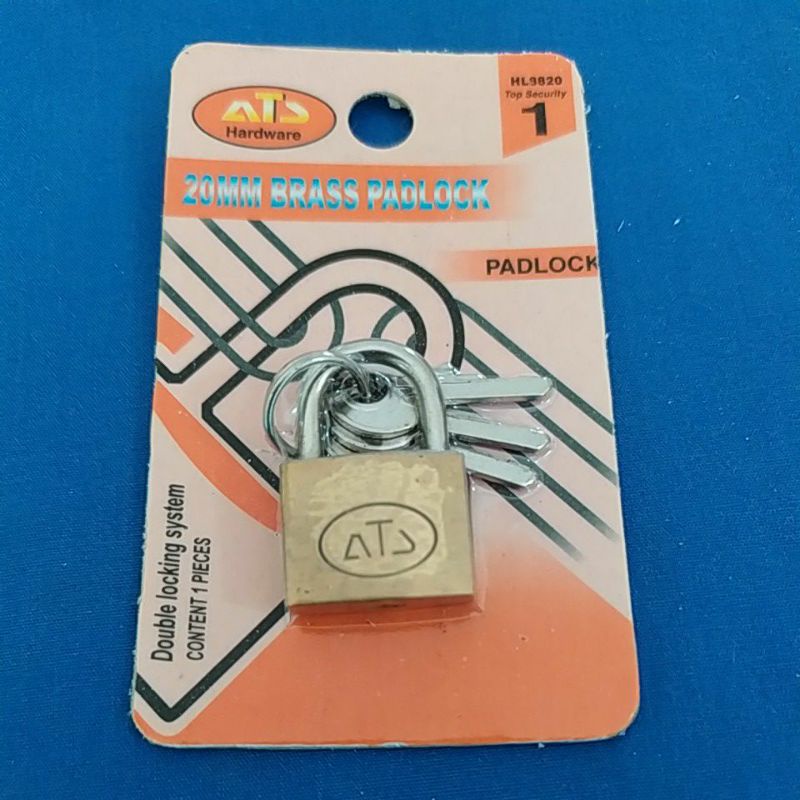 ATS
Hardware
HL9820
Top Security
1
20MM BRASS PADLOCK
PADLOCK
ATS
Double locking system
CONTENT 1 PIECES